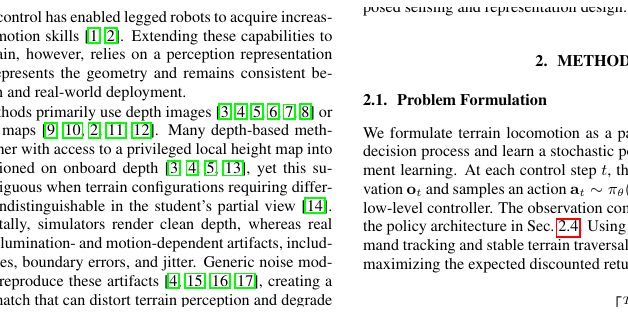 control has enabled legged robots to acquire increas-
motion skills [1, 2]. Extending these capabilities to
ain, however, relies on a perception representation
epresents the geometry and remains consistent be-
n and real-world deployment.
thods primarily use depth images [3, 4, 5, 6, 7, 8] or
maps [9, 10, 2, 11, 12]. Many depth-based meth-
her with access to a privileged local height map into
ioned on onboard depth [3, 4, 5, 13], yet this su-
iguous when terrain configurations requiring differ-
ndistinguishable in the student's partial view [14].
tally, simulators render clean depth, whereas real
llumination- and motion-dependent artifacts, includ-
es, boundary errors, and jitter. Generic noise mod-
reproduce these artifacts [4, 15, 16, 17], creating a
natch that can distort terrain perception and degrade
posed sensing and representation design.
2. METHOD
2.1. Problem Formulation
We formulate terrain locomotion as a pa
decision process and learn a stochastic po
ment learning. At each control step t, th
vation o_t and samples an action a_t ∼ π_θ(
low-level controller. The observation con
the policy architecture in Sec. 2.4. Using
mand tracking and stable terrain traversal
maximizing the expected discounted retu